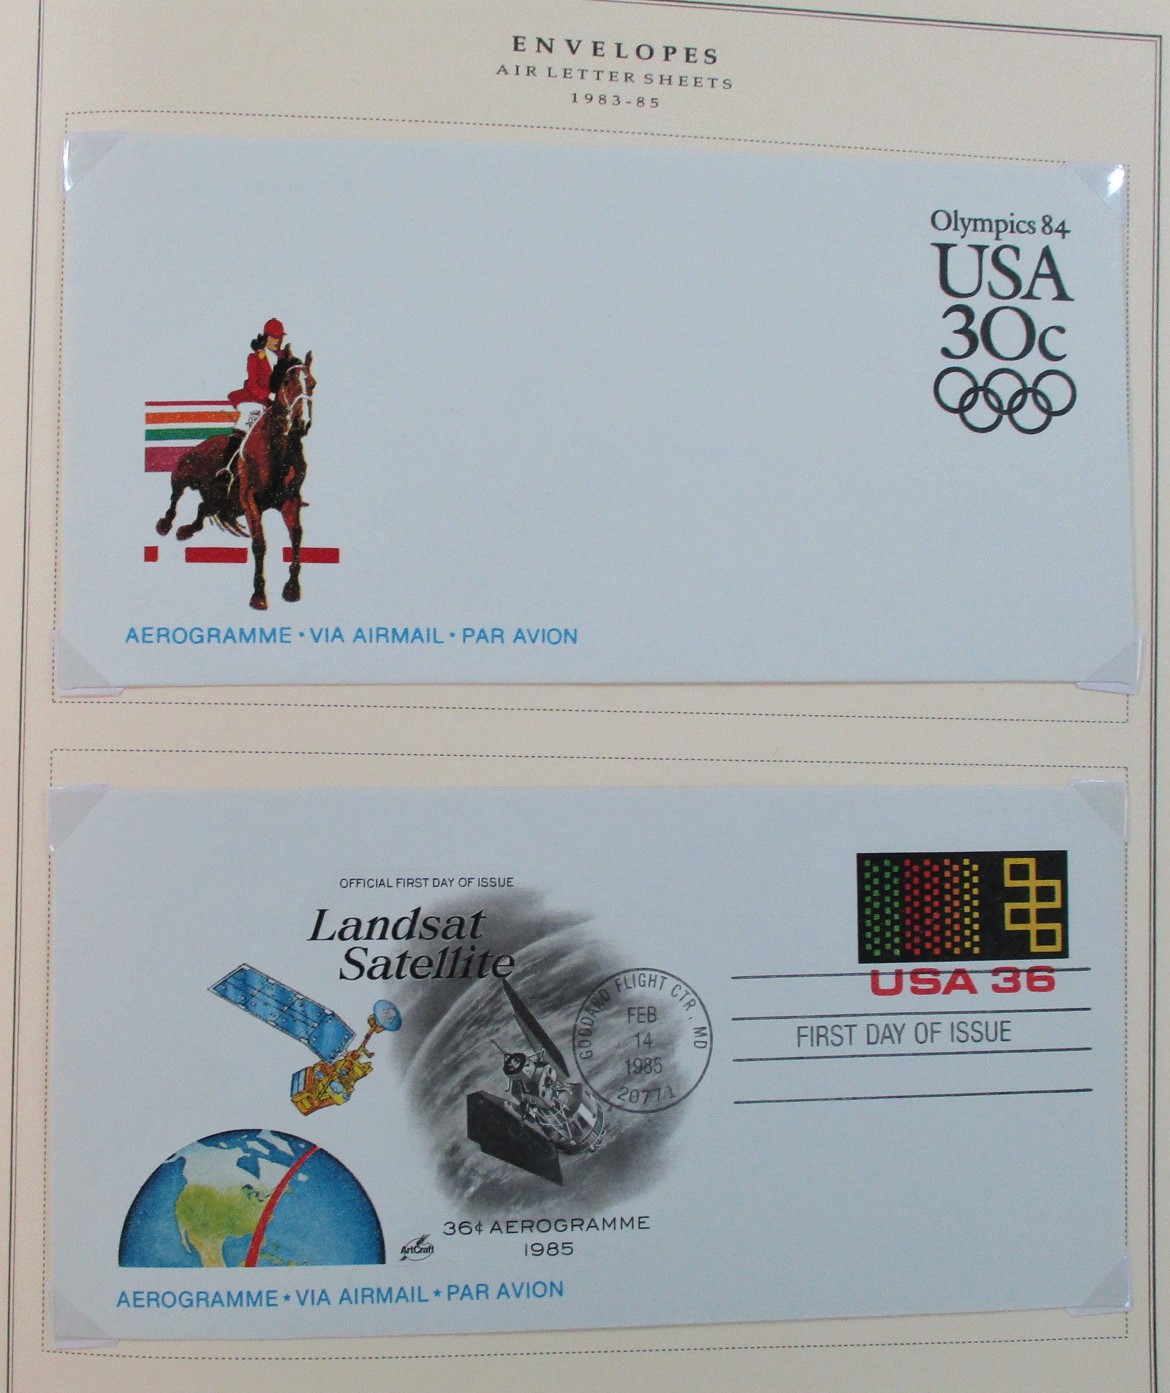 ENVELOPES
AIR LETTER SHEETS
1983-85
Olympics 84
USA
30c
AEROGRAMME • VIA AIRMAIL • PAR AVION
OFFICIAL FIRST DAY OF ISSUE
Landsat
Satellite
USA 36
GODDARD FLIGHT CTR., MD
FEB
14
1985
20771
FIRST DAY OF ISSUE
36¢ AEROGRAMME
1985
ArtCraft
AEROGRAMME ★ VIA AIRMAIL ★ PAR AVION